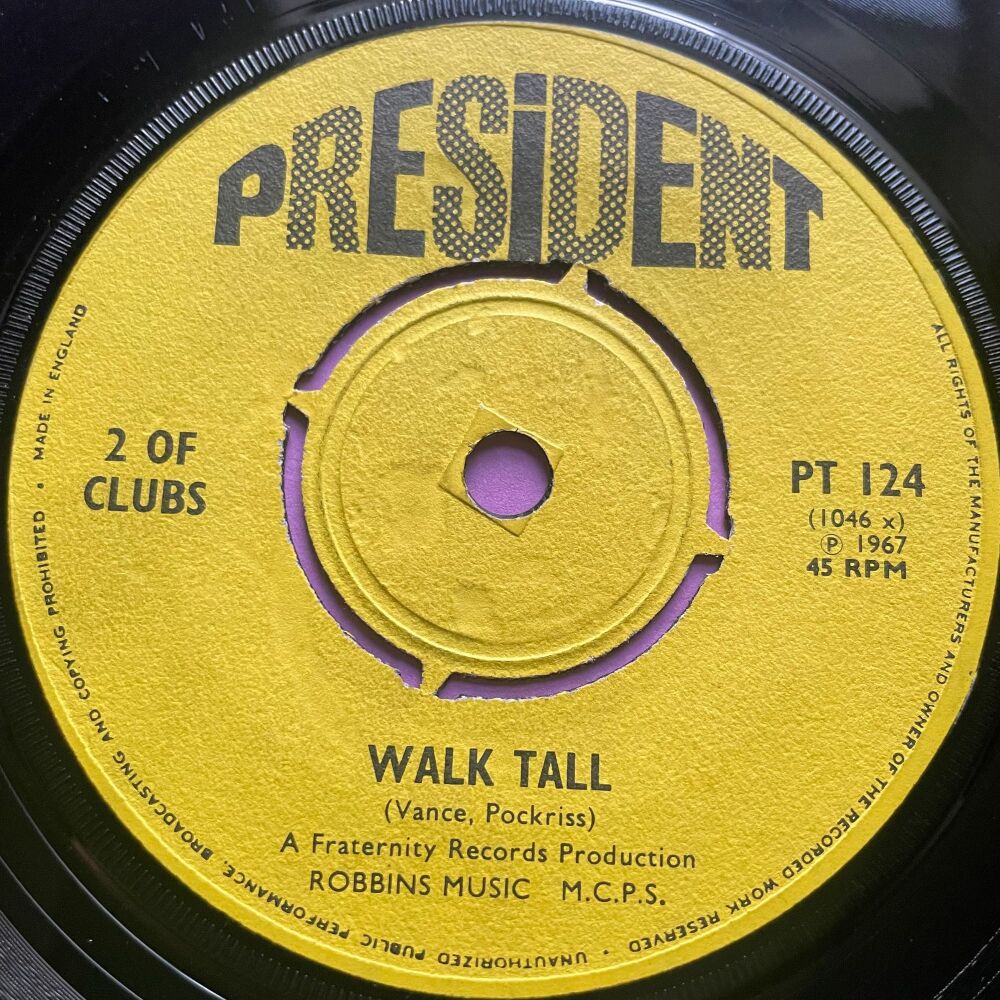 PRESiDENT
2 OF
CLUBS
PT 124
(1046 x)
℗ 1967
45 RPM
WALK TALL
(Vance, Pockriss)
A Fraternity Records Production
ROBBINS MUSIC M.C.P.S.
ALL RIGHTS OF THE MANUFACTURERS AND OWNER OF THE RECORDED WORK RESERVED • UNAUTHORIZED PUBLIC PERFORMANCE, BROADCASTING AND COPYING PROHIBITED • MADE IN ENGLAND